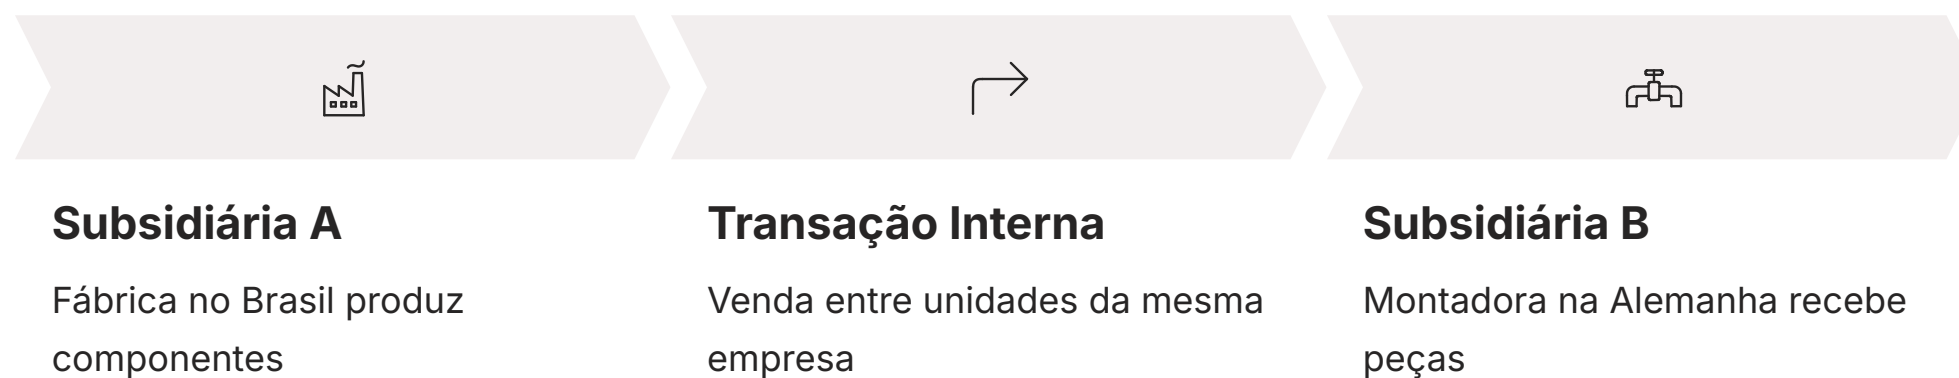 Subsidiária A
Fábrica no Brasil produz
componentes
Transação Interna
Venda entre unidades da mesma
empresa
Subsidiária B
Montadora na Alemanha recebe
peças